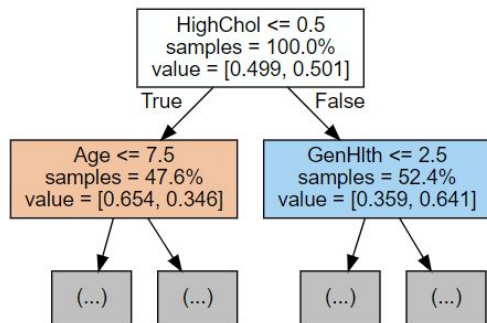 HighChol <= 0.5
samples = 100.0%
value = [0.499, 0.501]
True
False
Age <= 7.5
samples = 47.6%
value = [0.654, 0.346]
GenHlth <= 2.5
samples = 52.4%
value = [0.359, 0.641]
(...)
(...)
(...)
(...)